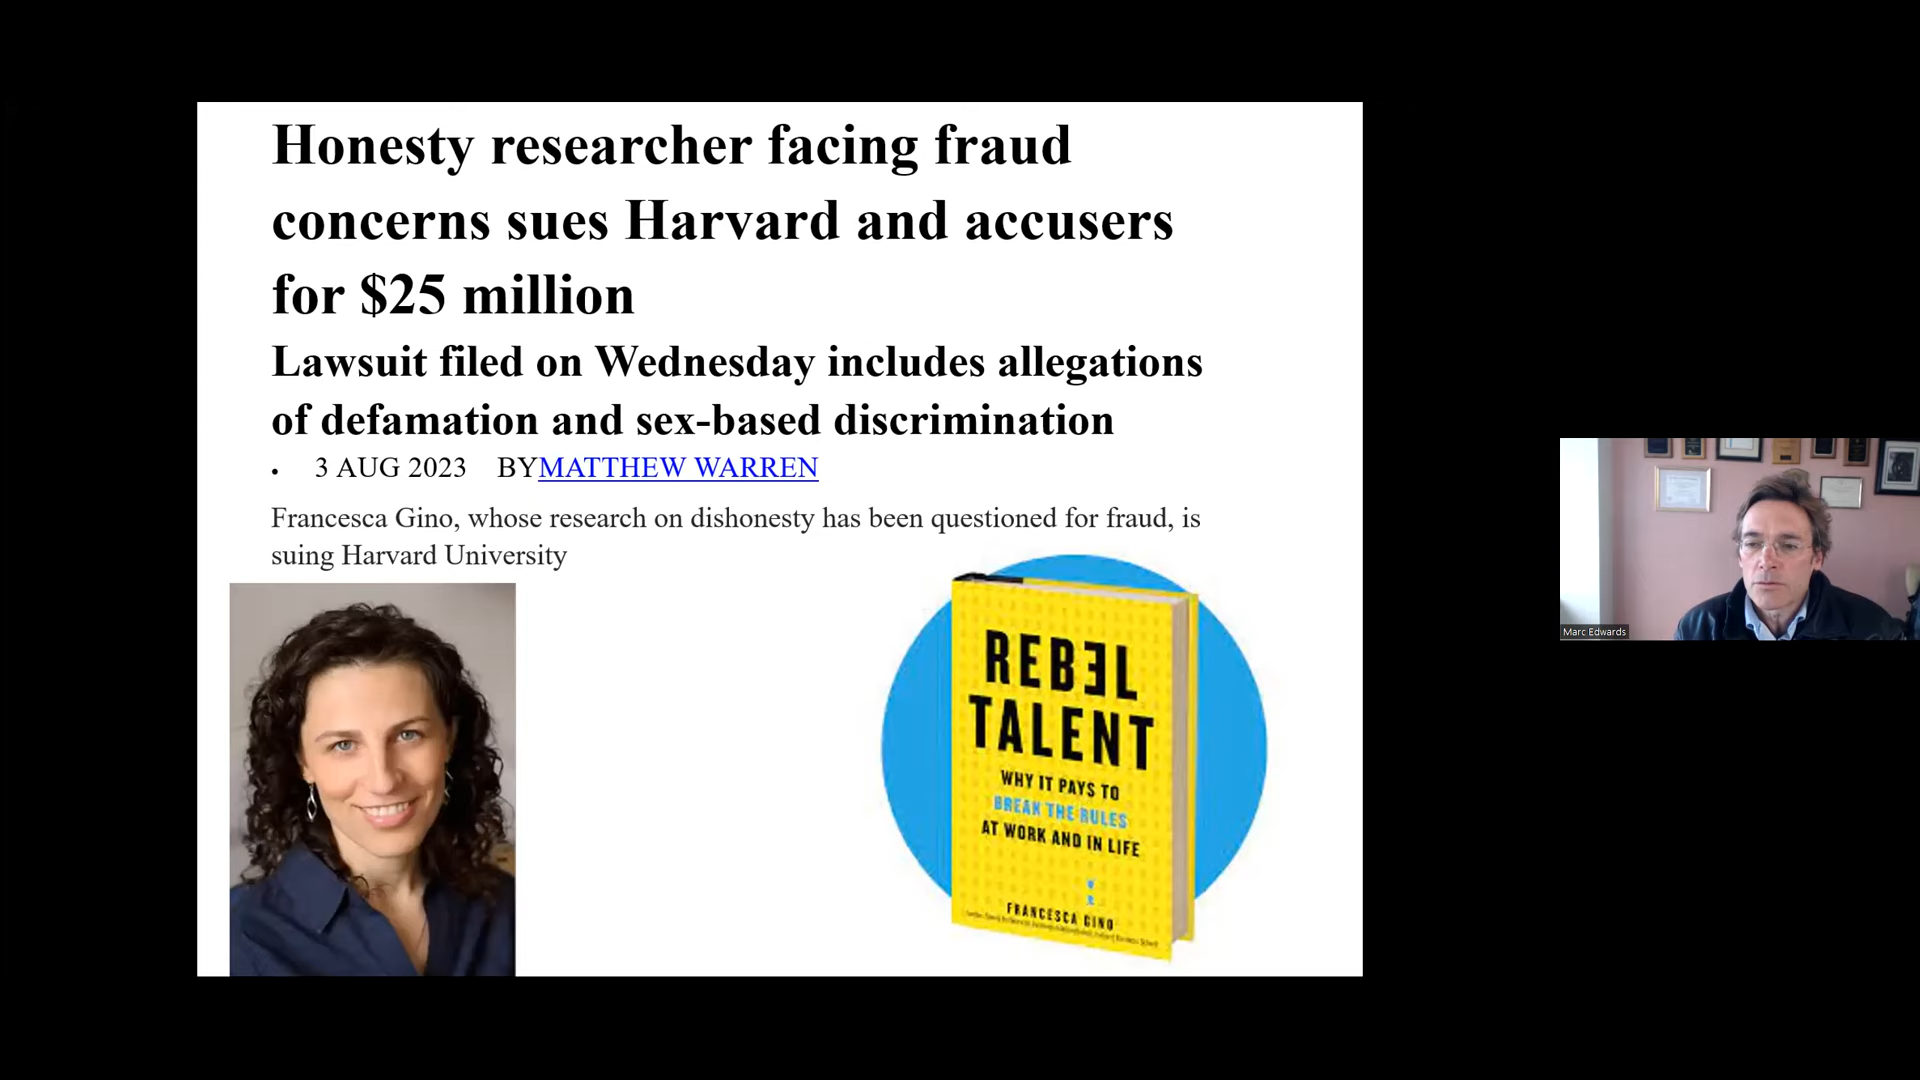 Honesty researcher facing fraud
concerns sues Harvard and accusers
for $25 million
Lawsuit filed on Wednesday includes allegations
of defamation and sex-based discrimination
• 3 AUG 2023 BYMATTHEW WARREN
Francesca Gino, whose research on dishonesty has been questioned for fraud, is
suing Harvard University
REBƎL
TALENT
WHY IT PAYS TO
BREAK THE RULES
AT WORK AND IN LIFE
FRANCESCA GINO
Marc Edwards